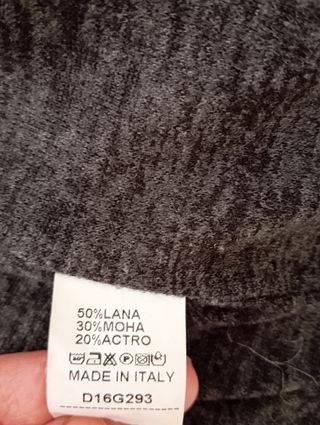 50%LANA
30%MOHA
20%ACTRO
MADE IN ITALY
D16G293